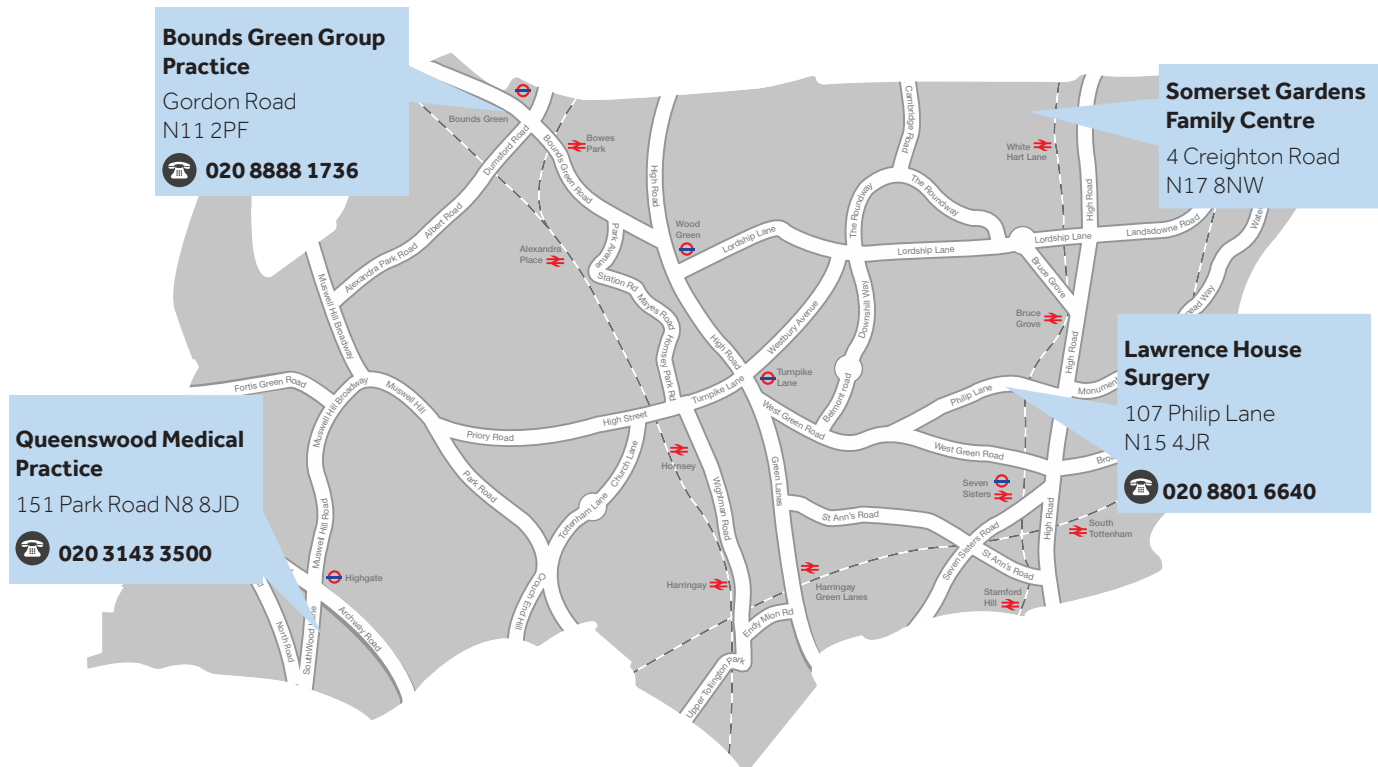 Bounds Green Group
Practice
Gordon Road
N11 2PF
020 8888 1736
Somerset Gardens
Family Centre
4 Creighton Road
N17 8NW
Lawrence House
Surgery
107 Philip Lane
N15 4JR
020 8801 6640
Queenswood Medical
Practice
151 Park Road N8 8JD
020 3143 3500
Bounds Green
Durnsford Road
Bounds Green Road
Bowes
Park
High Road
Cambridge Road
White
Hart Lane
High Road
Albert Road
Alexandra Park Road
Alexandra
Place
Park Avenue
Station Rd
Mayes Road
Hornsey Park Rd
Wood
Green
Lordship Lane
The Roundway
The Roundway
Lordship Lane
Lordship Lane
Landsdowne Road
Bruce Grove
Bruce
Grove
Downshill Way
Westbury Avenue
High Road
High Road
Muswell Hill Broadway
Fortis Green Road
Muswell Hill Broadway
Muswell Hill
Priory Road
High Street
Turnpike Lane
Turnpike
Lane
West Green Road
Belmont road
Philip Lane
West Green Road
Church Lane
Tottenham Lane
Park Road
Hornsey
Wightman Road
Green Lanes
St Ann's Road
Seven
Sisters
Seven Sisters Road
St Ann's Road
High Road
South
Tottenham
Stamford
Hill
Muswell Hill Road
Highgate
Archway Road
North Road
Crouch End Hill
Harringay
Harringay
Green Lanes
Endy Mion Rd
Upper Tollington Park